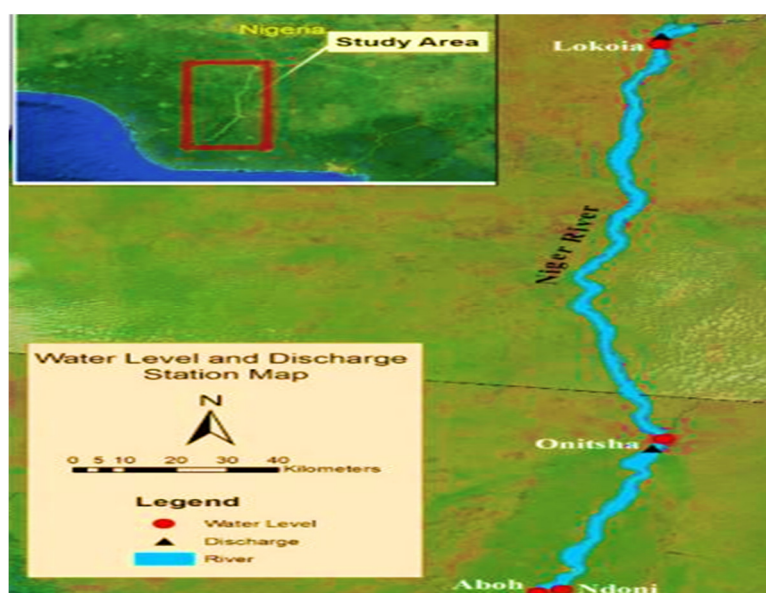 Nigeria
Study Area
Lokoia
Niger River
Water Level and Discharge
Station Map
N
0 5 10 20 30 40
Kilometers
Legend
Water Level
Discharge
River
Onitsha
Aboh
Ndoni